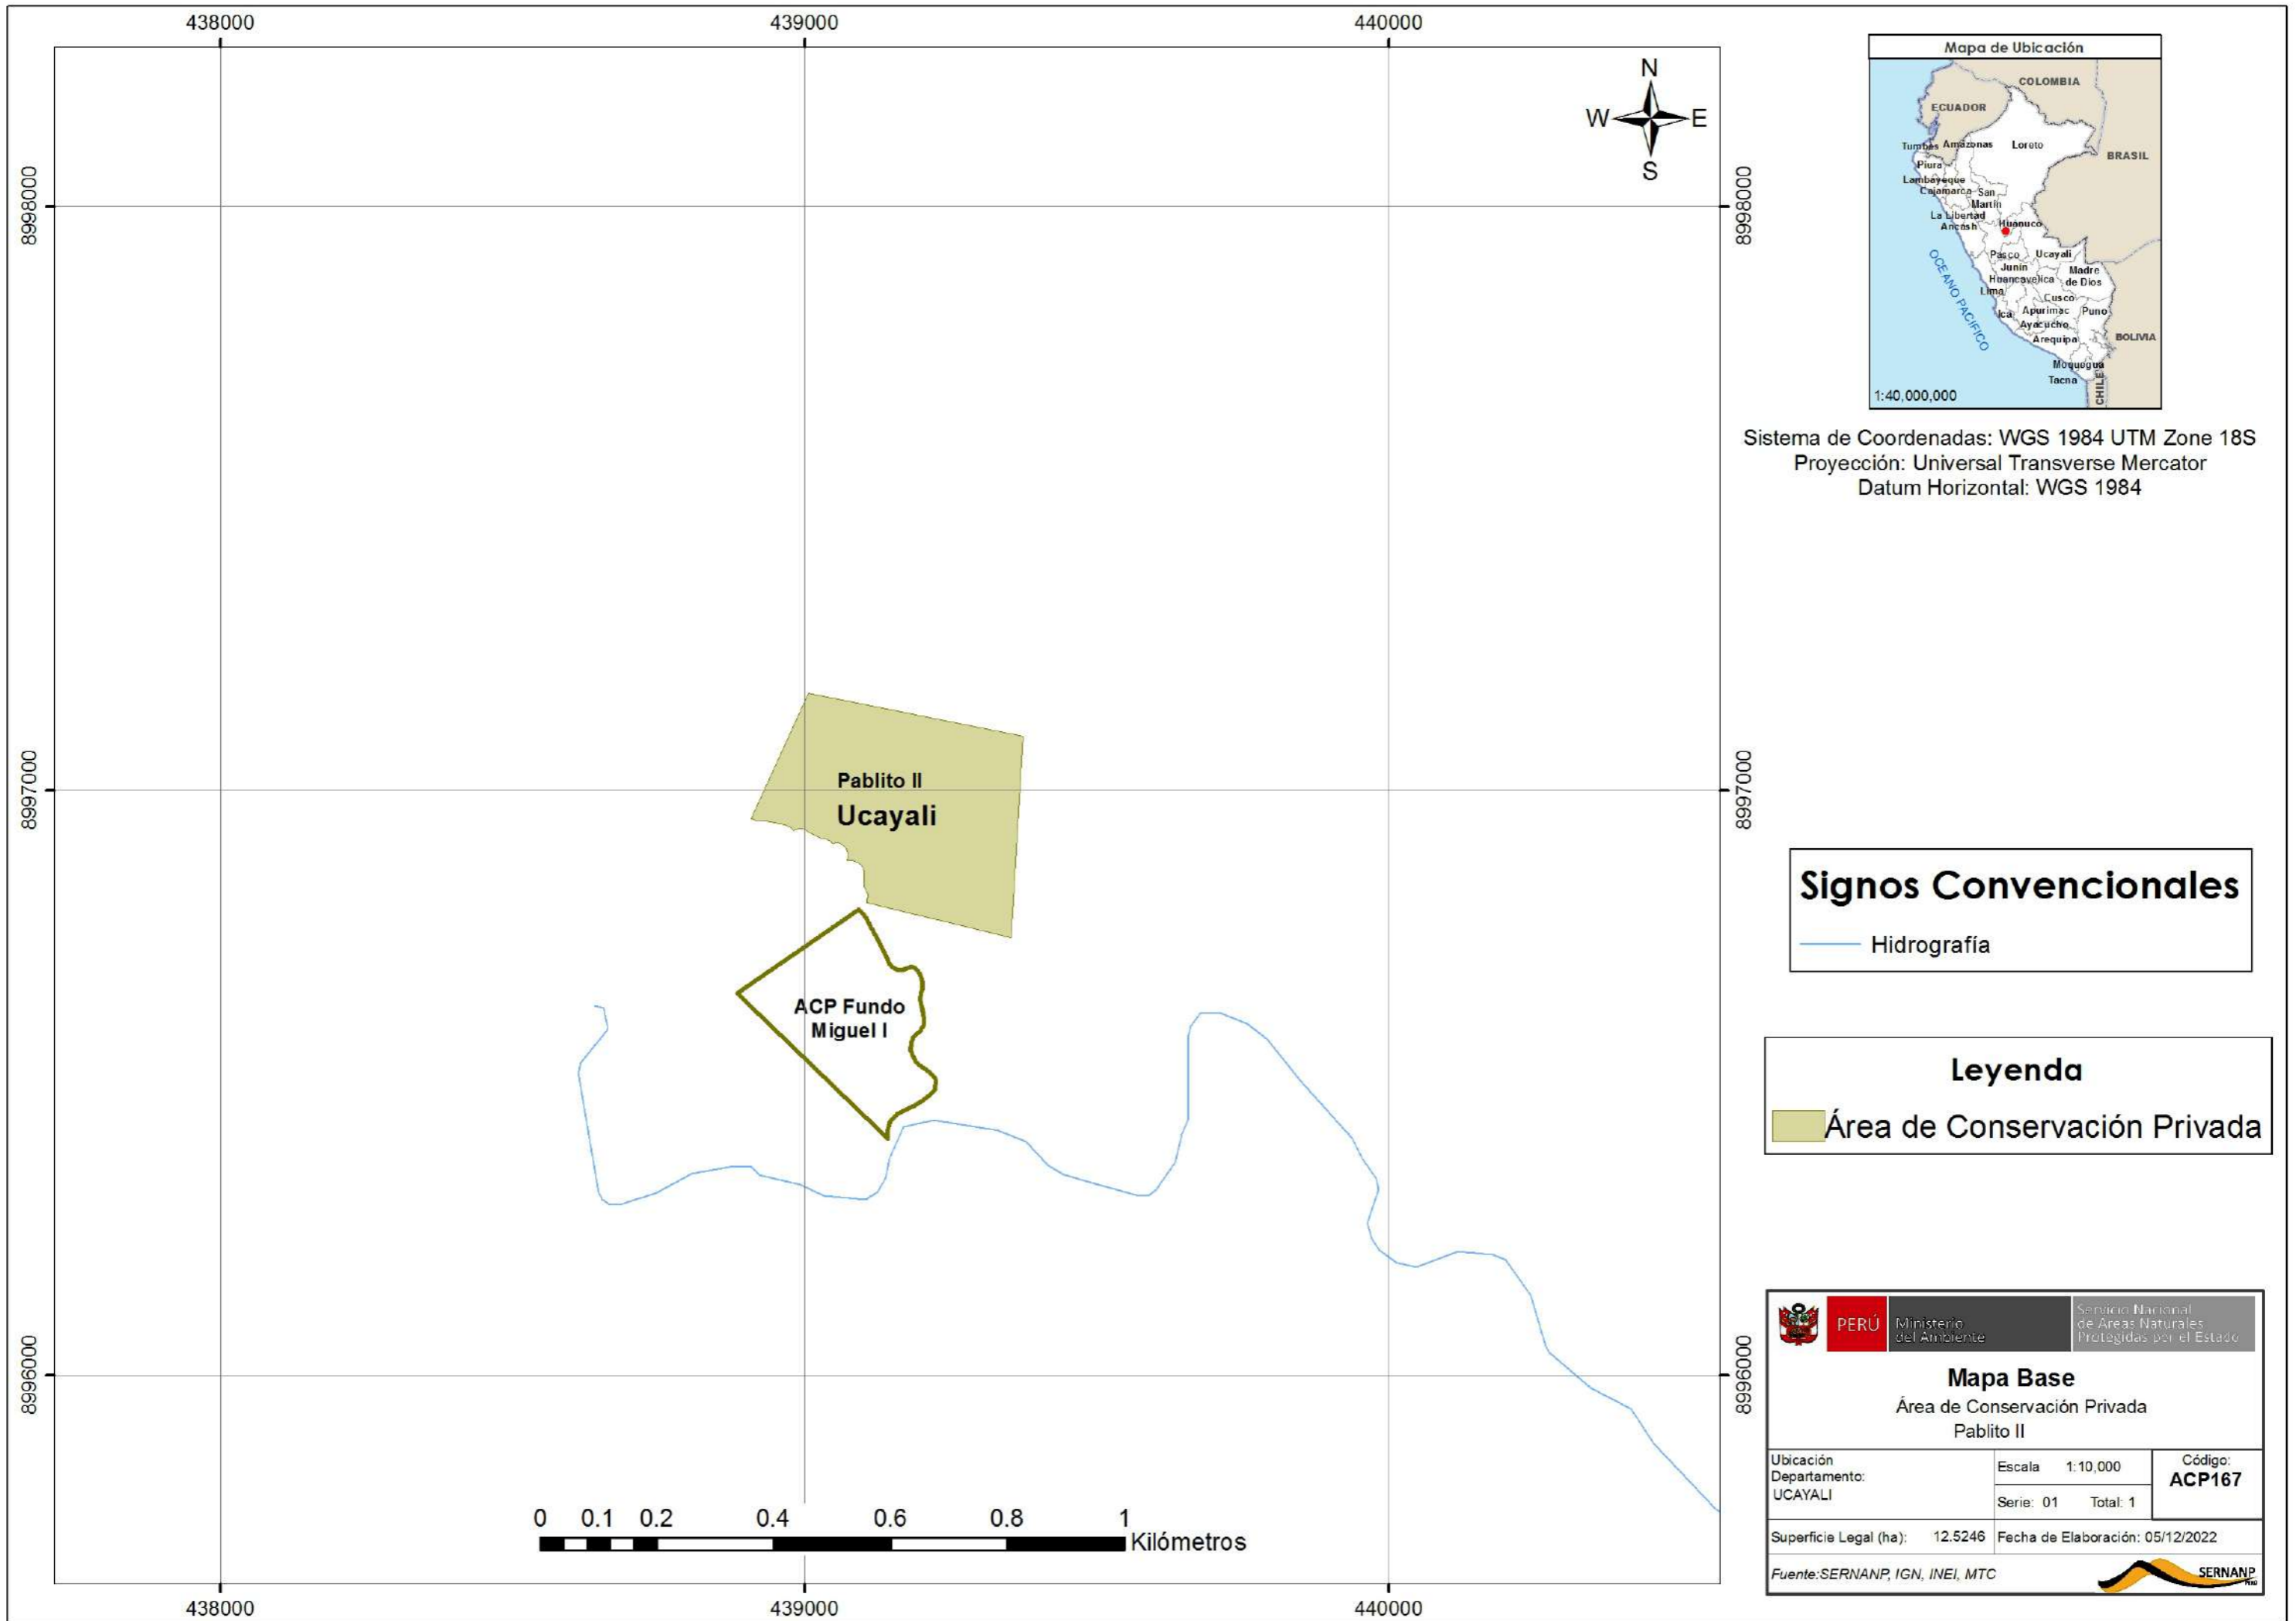 438000
439000
440000
8998000
8997000
8996000
8998000
8997000
8996000
N
W
E
S
Pablito II
Ucayali
ACP Fundo
Miguel I
0
0.1
0.2
0.4
0.6
0.8
1
Kilómetros
438000
439000
440000
Mapa de Ubicación
COLOMBIA
ECUADOR
Tumbes
Amazonas
Loreto
BRASIL
Piura
Lambayeque
Cajamarca
San
Martín
La Libertad
Huánuco
Ancash
Pasco
Ucayali
Junín
Madre
de Dios
Huancavelica
Lima
Cusco
Ica
Apurimac
Puno
Ayacucho
Arequipa
BOLIVIA
Moquegua
Tacna
CHILE
OCEANO PACIFICO
1:40,000,000
Sistema de Coordenadas: WGS 1984 UTM Zone 18S
Proyección: Universal Transverse Mercator
Datum Horizontal: WGS 1984
Signos Convencionales
Hidrografía
Leyenda
Área de Conservación Privada
PERÚ
Ministerio
del Ambiente
Servicio Nacional
de Áreas Naturales
Protegidas por el Estado
Mapa Base
Área de Conservación Privada
Pablito II
Ubicación
Departamento:
UCAYALI
Escala 1:10,000
Serie: 01 Total: 1
Código:
ACP167
Superficie Legal (ha): 12.5246
Fecha de Elaboración: 05/12/2022
Fuente:SERNANP, IGN, INEI, MTC
SERNANP